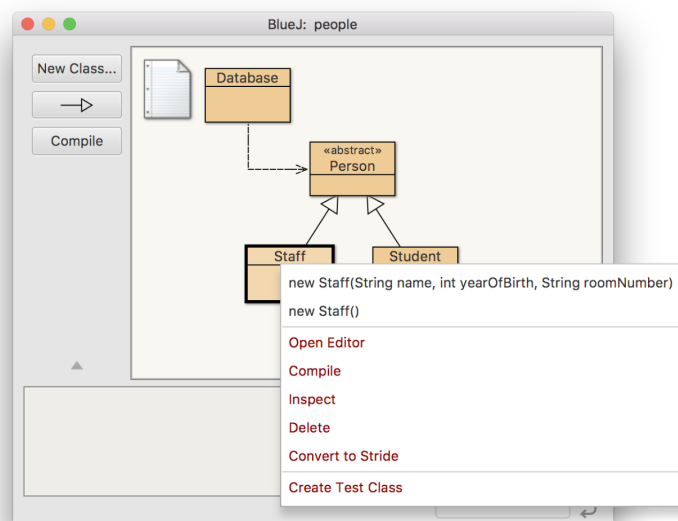 BlueJ: people
New Class...
Compile
Database
«abstract»
Person
Staff
Student
new Staff(String name, int yearOfBirth, String roomNumber)
new Staff()
Open Editor
Compile
Inspect
Delete
Convert to Stride
Create Test Class